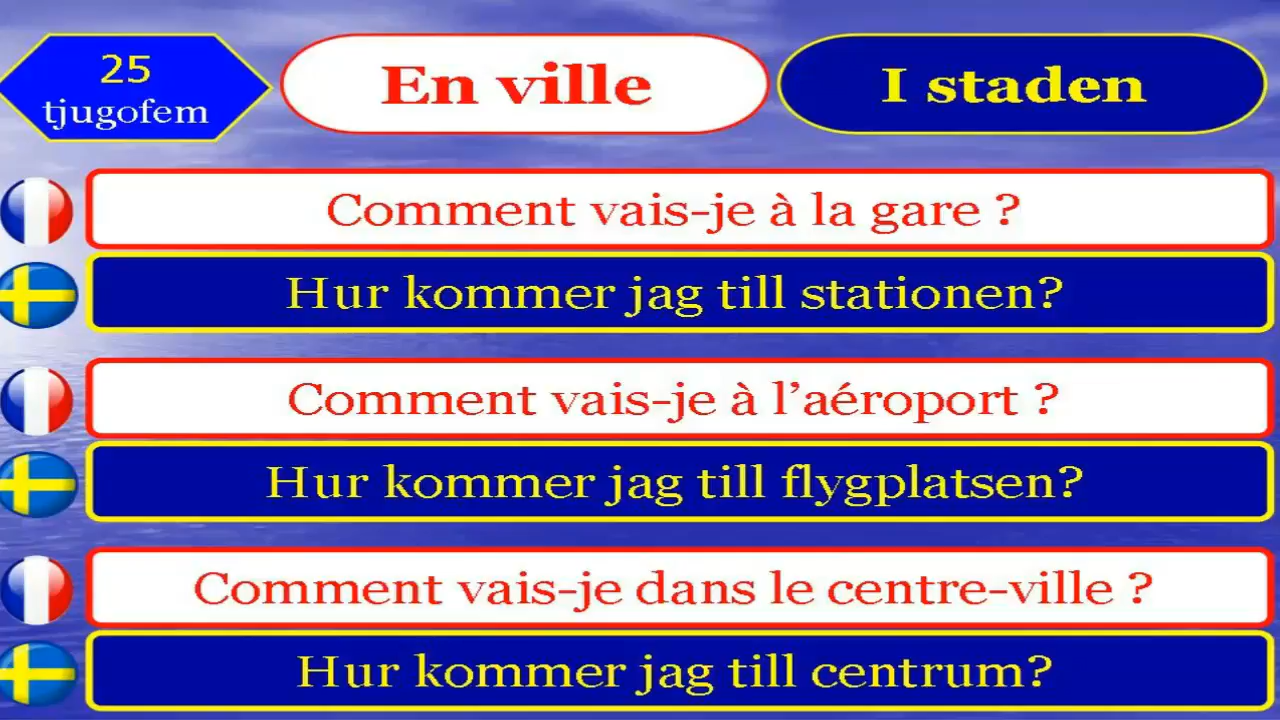 25
tjugofem
En ville
I staden
Comment vais-je à la gare ?
Hur kommer jag till stationen?
Comment vais-je à l’aéroport ?
Hur kommer jag till flygplatsen?
Comment vais-je dans le centre-ville ?
Hur kommer jag till centrum?